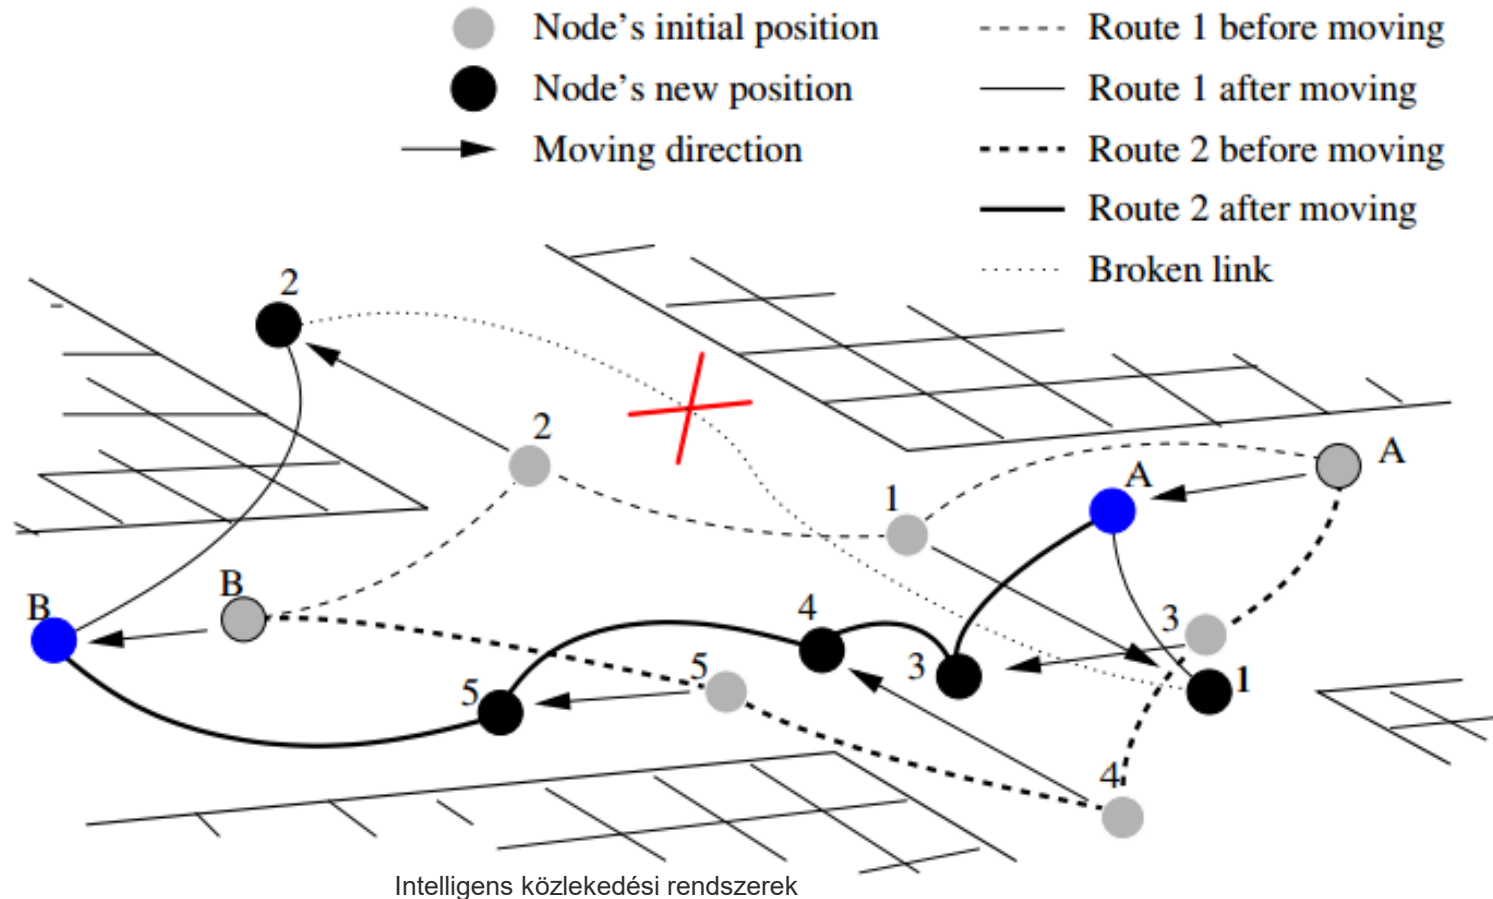 Node's initial position
Node's new position
Moving direction
Route 1 before moving
Route 1 after moving
Route 2 before moving
Route 2 after moving
Broken link
2
2
A
A
1
B
B
4
3
3
5
5
1
4
Intelligens közlekedési rendszerek